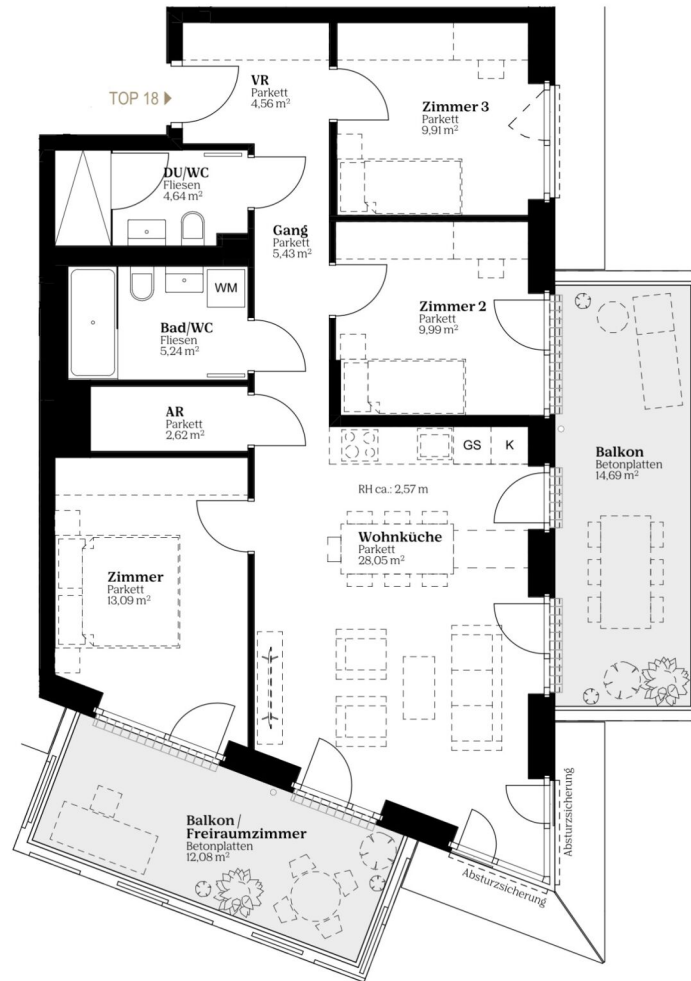 TOP 18
VR
Parkett
4,56 m²
Zimmer 3
Parkett
9,91 m²
DU/WC
Fliesen
4,64 m²
Gang
Parkett
5,43 m²
WM
Zimmer 2
Parkett
9,99 m²
Bad/WC
Fliesen
5,24 m²
AR
Parkett
2,62 m²
GS
K
Balkon
Betonplatten
14,69 m²
RH ca.: 2,57 m
Wohnküche
Parkett
28,05 m²
Zimmer
Parkett
13,09 m²
Balkon/
Freiraumzimmer
Betonplatten
12,08 m²
Absturzsicherung
Absturzsicherung